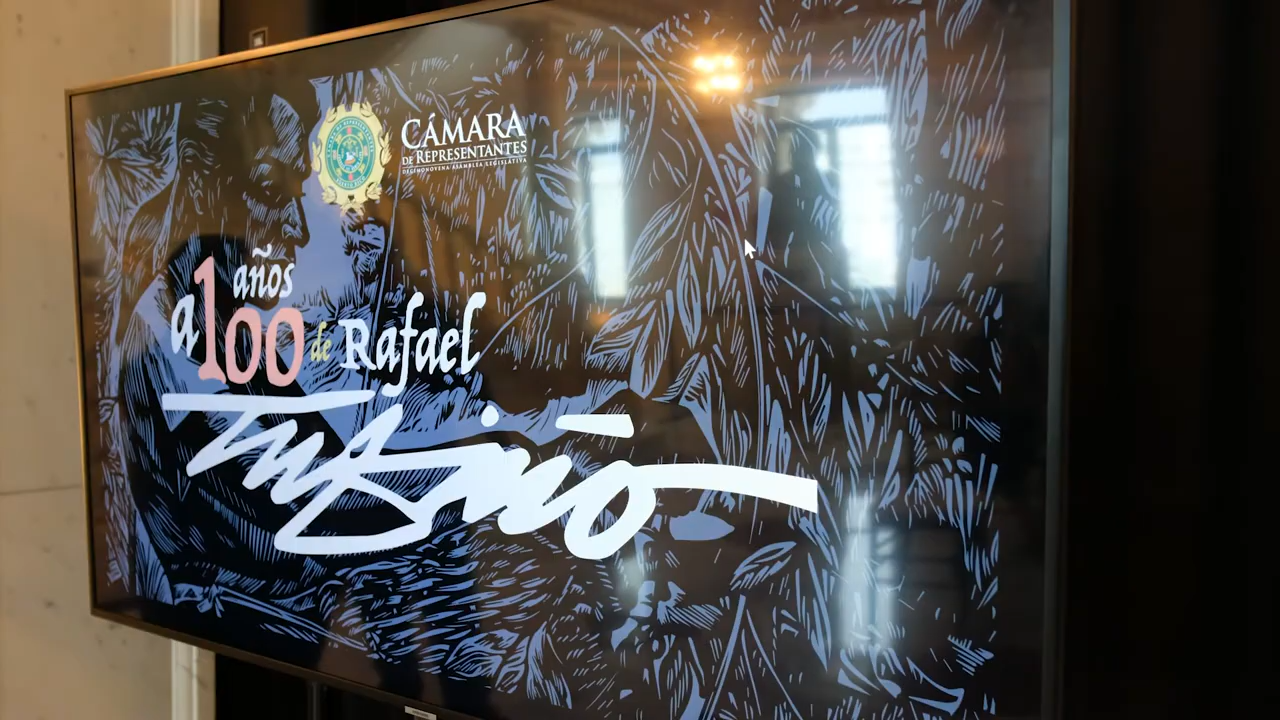 CÁMARA
DE REPRESENTANTES
DECIMONOVENA ASAMBLEA LEGISLATIVA
a 100 años de Rafael
Tufiño